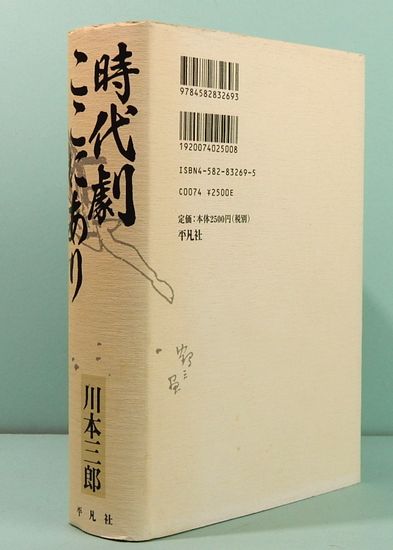 時代劇
ここにあり
川本三郎
平凡社
9784582832693
1920074025008
ISBN4-582-83269-5
C0074 ¥2500E
定価:本体2500円(税別)
平凡社